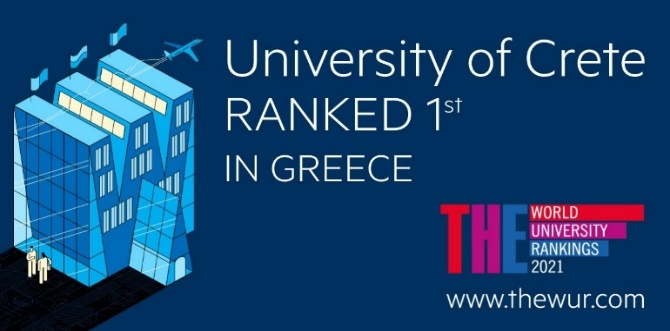 University of Crete
RANKED 1st
IN GREECE
THE
WORLD
UNIVERSITY
RANKINGS
2021
www.thewur.com